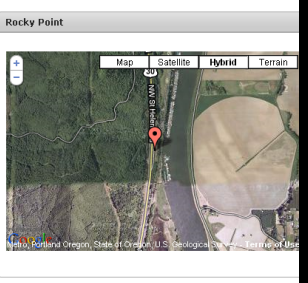 Rocky Point
Map Satellite Hybrid Terrain
+
30
−
NW St Helens
Google
Metro, Portland Oregon, State of Oregon, U.S. Geological Survey - Terms of Use